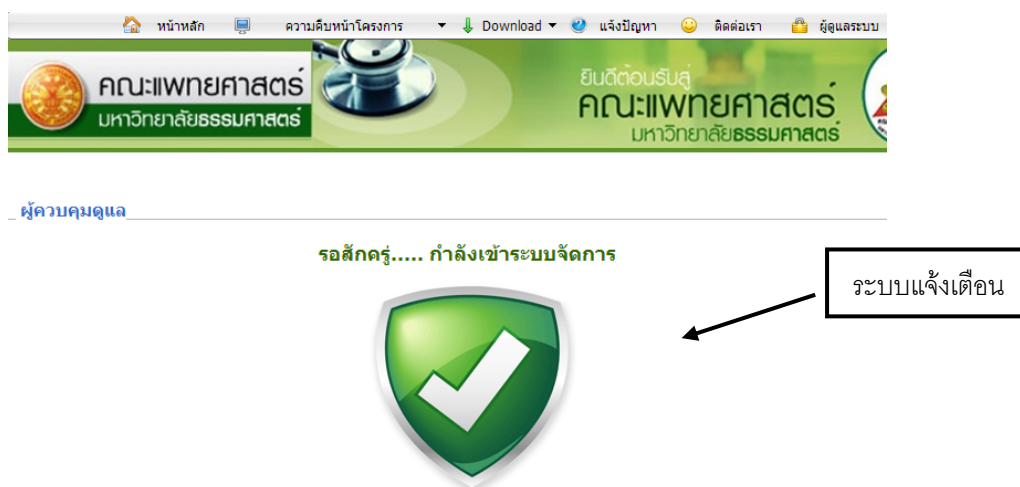 หน้าหลัก ความคืบหน้าโครงการ Download แจ้งปัญหา ติดต่อเรา ผู้ดูแลระบบ
คณะแพทยศาสตร์
มหาวิทยาลัยธรรมศาสตร์
ยินดีต้อนรับสู่
คณะแพทยศาสตร์
มหาวิทยาลัยธรรมศาสตร์
ผู้ควบคุมดูแล
รอสักครู่..... กำลังเข้าระบบจัดการ
ระบบแจ้งเตือน